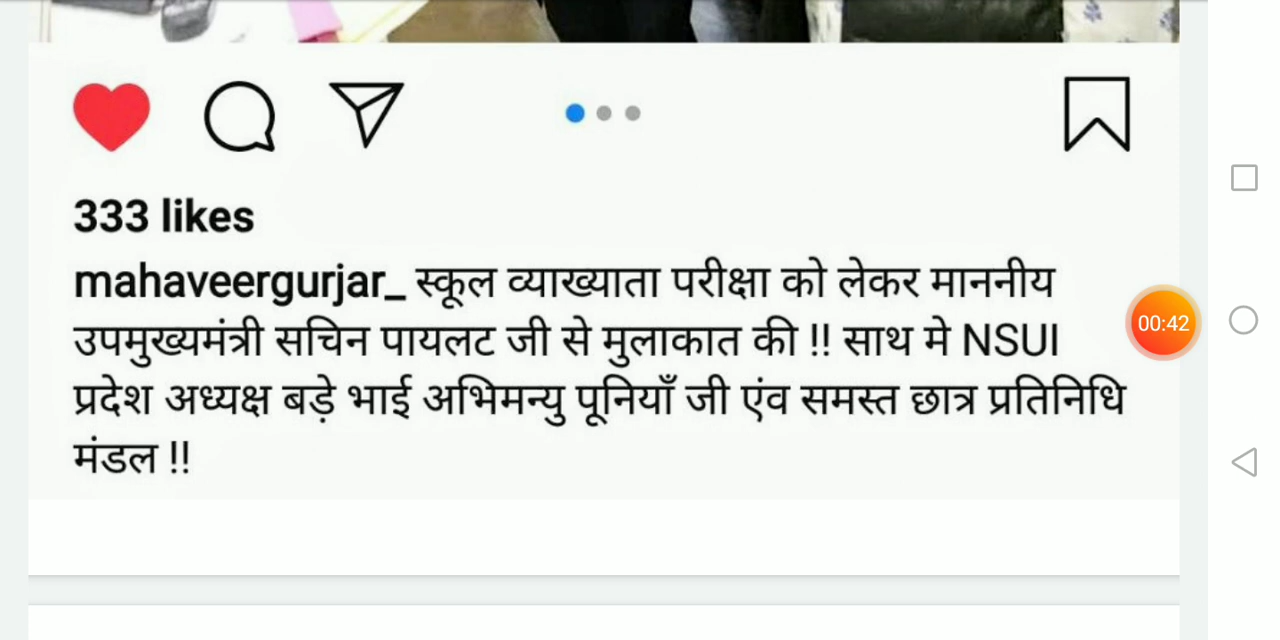 333 likes
mahaveergurjar_ स्कूल व्याख्याता परीक्षा को लेकर माननीय
उपमुख्यमंत्री सचिन पायलट जी से मुलाकात की !! साथ मे NSUI
प्रदेश अध्यक्ष बड़े भाई अभिमन्यु पूनियाँ जी एंव समस्त छात्र प्रतिनिधि
मंडल !!
00:42